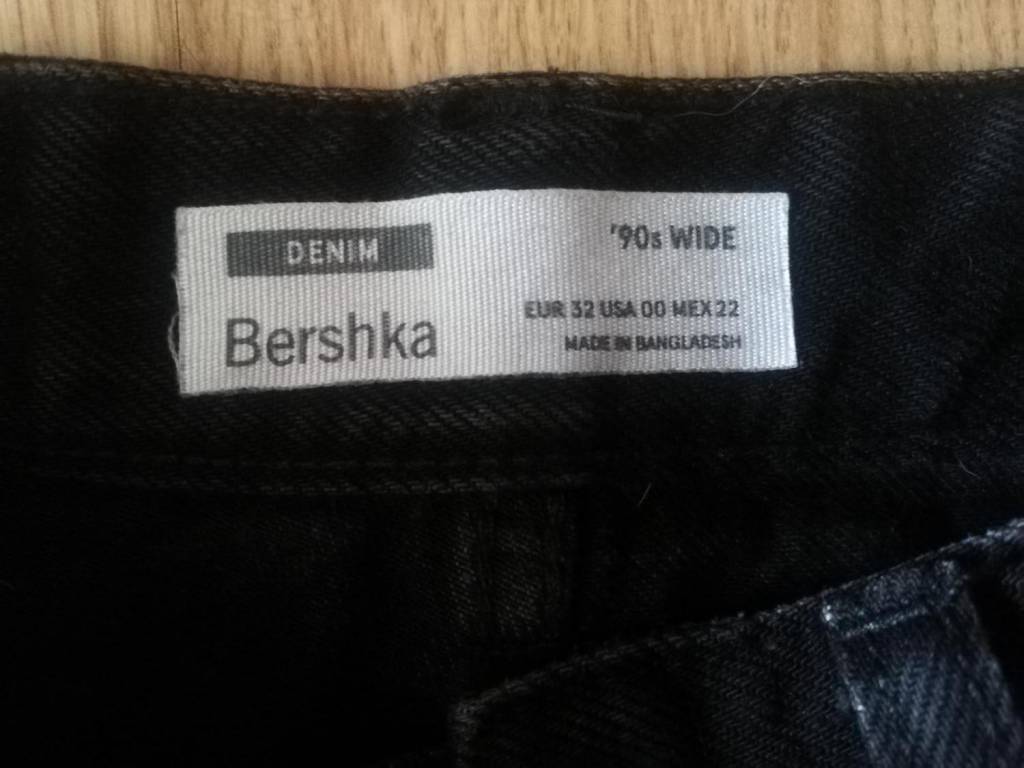 DENIM
'90s WIDE
Bershka
EUR 32 USA 00 MEX 22
MADE IN BANGLADESH